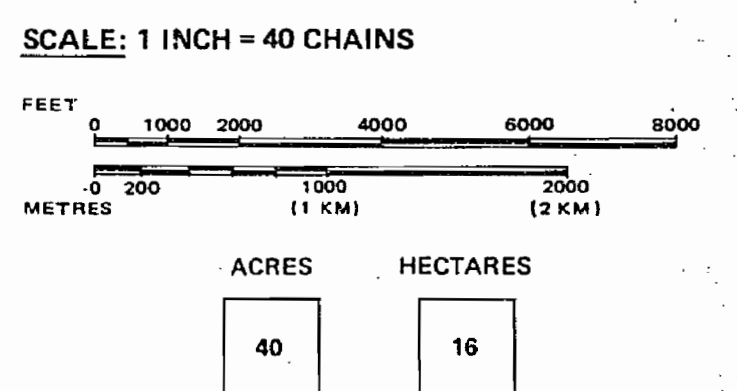 SCALE: 1 INCH = 40 CHAINS
FEET
0 1000 2000 4000 6000 8000
-0 200 1000 2000
METRES (1 KM) (2 KM)
ACRES HECTARES
40 16